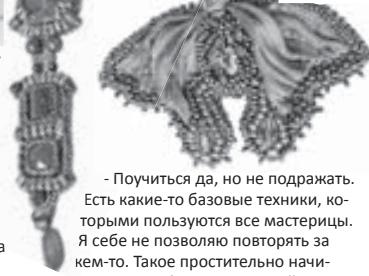 - Поучиться да, но не подражать.
Есть какие-то базовые техники, ко-
торыми пользуются все мастерицы.
Я себе не позволяю повторять за
а
кем-то. Такое простительно начи-